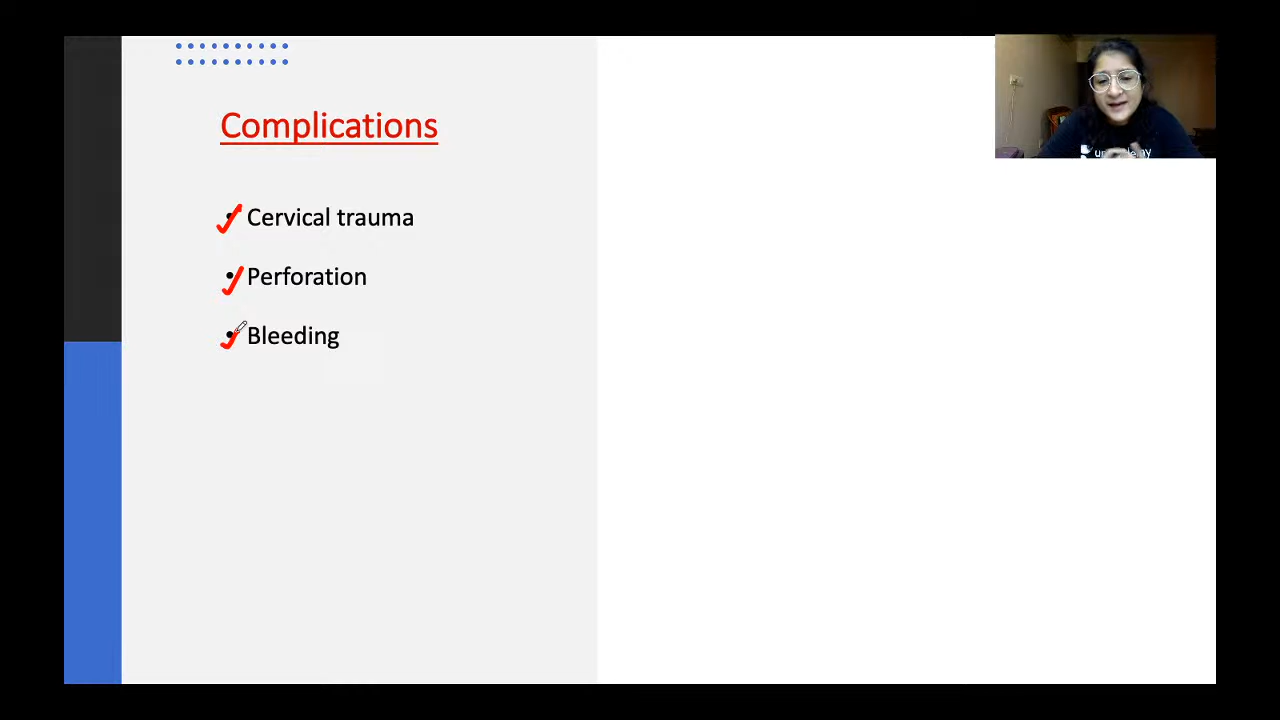 Complications
• Cervical trauma
• Perforation
• Bleeding